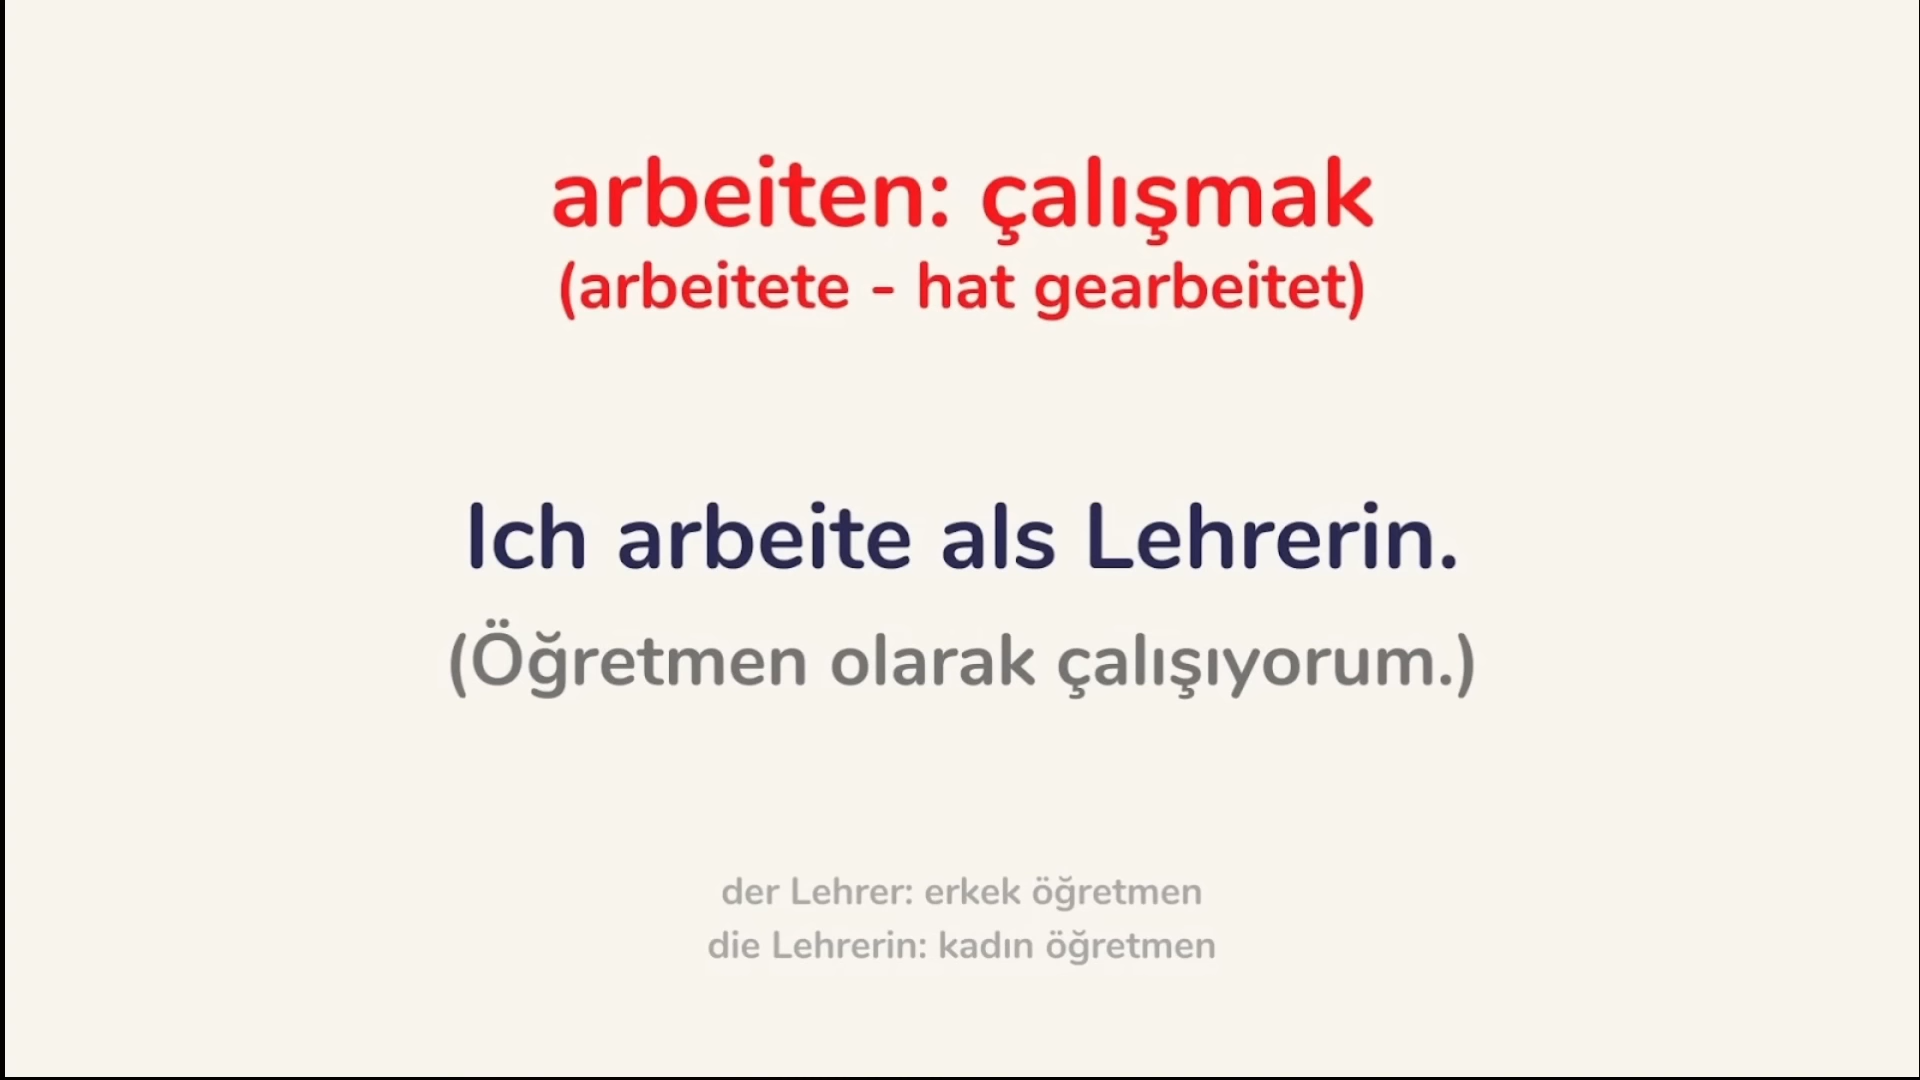 arbeiten: çalışmak
(arbeitete - hat gearbeitet)
Ich arbeite als Lehrerin.
(Öğretmen olarak çalışıyorum.)
der Lehrer: erkek öğretmen
die Lehrerin: kadın öğretmen